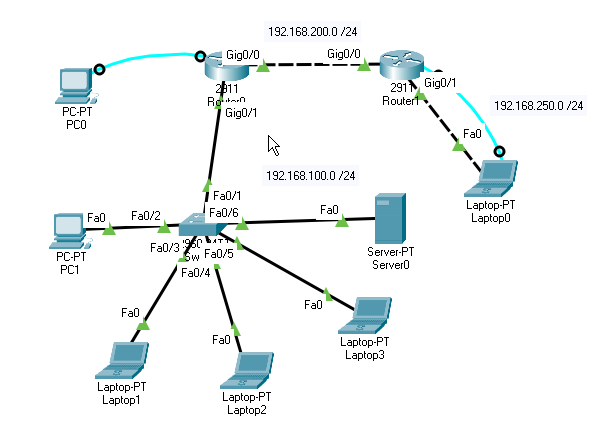 192.168.200.0 /24
Gig0/0
Gig0/0
2911
Router0
2911
Router1
Gig0/1
192.168.250.0 /24
PC-PT
PC0
Gig0/1
Fa0
192.168.100.0 /24
Laptop-PT
Laptop0
Fa0/1
Fa0
Fa0/2
Fa0/6
Fa0
PC-PT
PC1
Fa0/3
Fa0/5
Server-PT
Server0
Fa0/4
Fa0
Fa0
Fa0
Laptop-PT
Laptop3
Laptop-PT
Laptop1
Laptop-PT
Laptop2